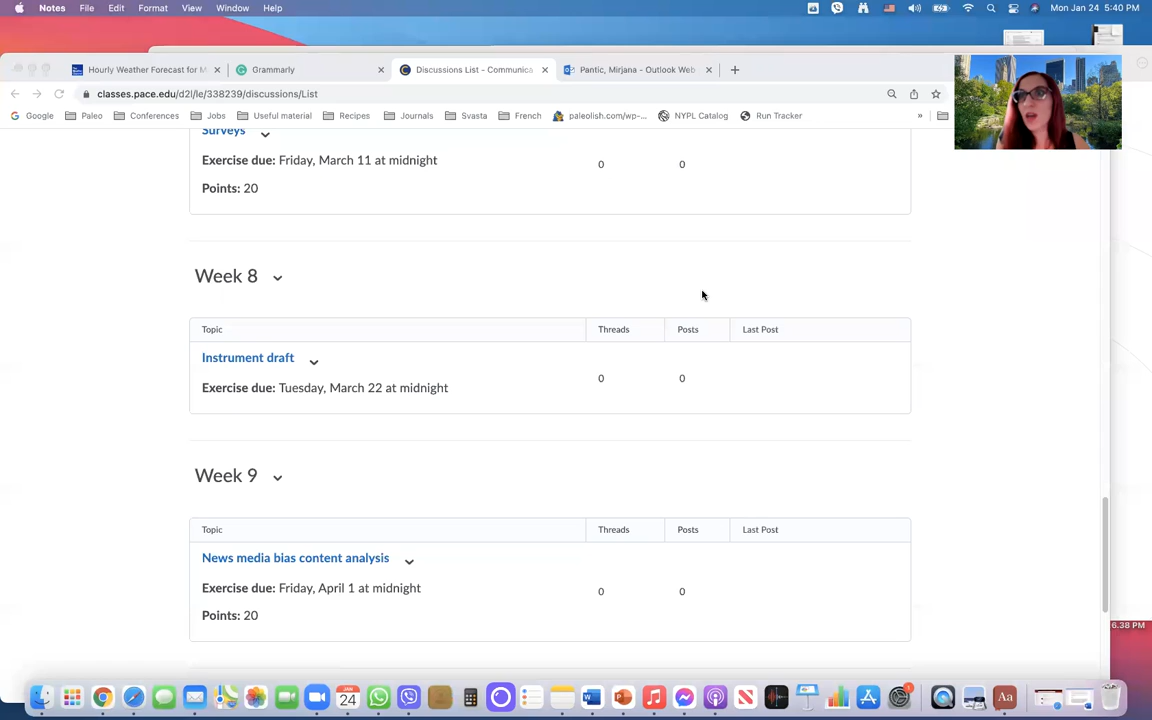 Notes File Edit Format View Window Help Mon Jan 24 5:40 PM
Hourly Weather Forecast for M
Grammarly
Discussions List - Communica
Pantic, Mirjana - Outlook Web
classes.pace.edu/d2l/le/338239/discussions/List
Google Paleo Conferences Jobs Useful material Recipes Journals Svasta French paleolish.com/wp-... NYPL Catalog Run Tracker »
Surveys
Exercise due: Friday, March 11 at midnight 0 0
Points: 20
Week 8
Topic Threads Posts Last Post
Instrument draft
Exercise due: Tuesday, March 22 at midnight 0 0
Week 9
Topic Threads Posts Last Post
News media bias content analysis
Exercise due: Friday, April 1 at midnight 0 0
Points: 20
6.38 PM
JAN
24
Aa